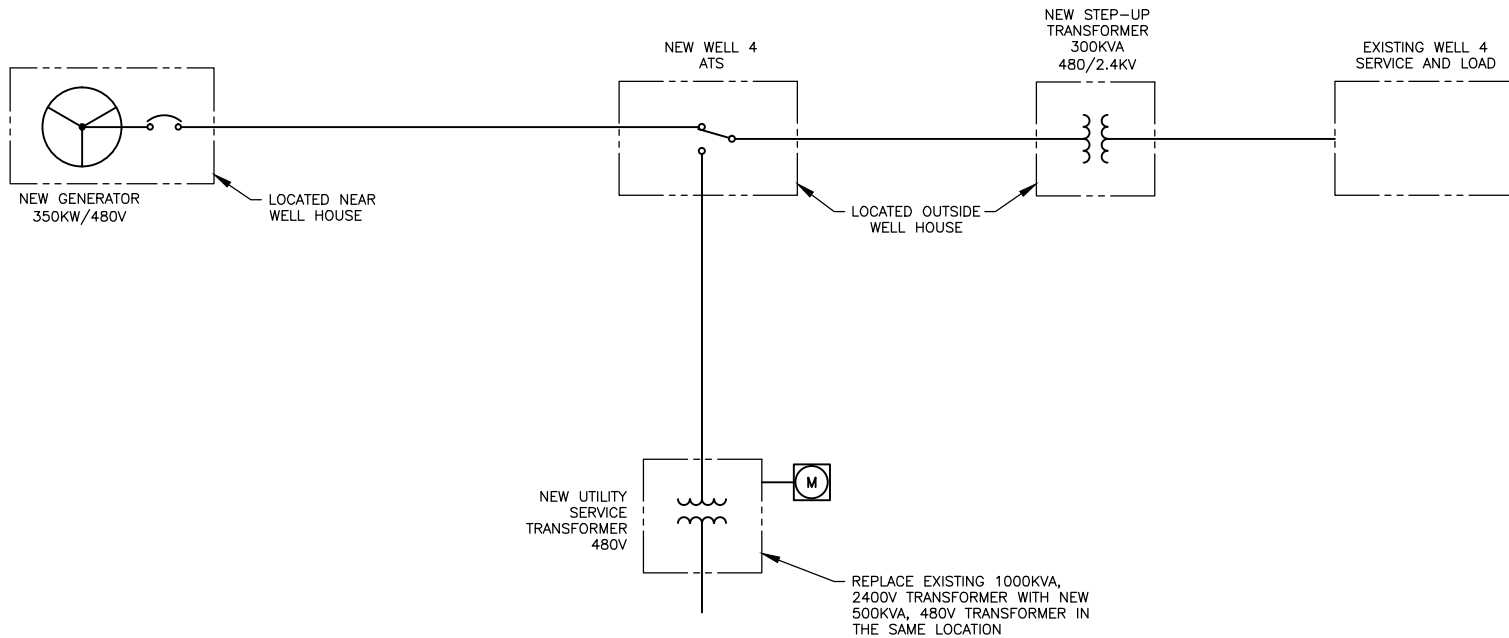 NEW STEP-UP
TRANSFORMER
300KVA
480/2.4KV
NEW WELL 4
ATS
EXISTING WELL 4
SERVICE AND LOAD
NEW GENERATOR
350KW/480V
LOCATED NEAR
WELL HOUSE
LOCATED OUTSIDE
WELL HOUSE
NEW UTILITY
SERVICE
TRANSFORMER
480V
M
REPLACE EXISTING 1000KVA,
2400V TRANSFORMER WITH NEW
500KVA, 480V TRANSFORMER IN
THE SAME LOCATION